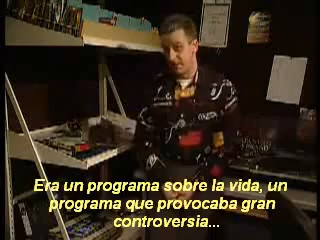 Era un programa sobre la vida, un
programa que provocaba gran
controversia...